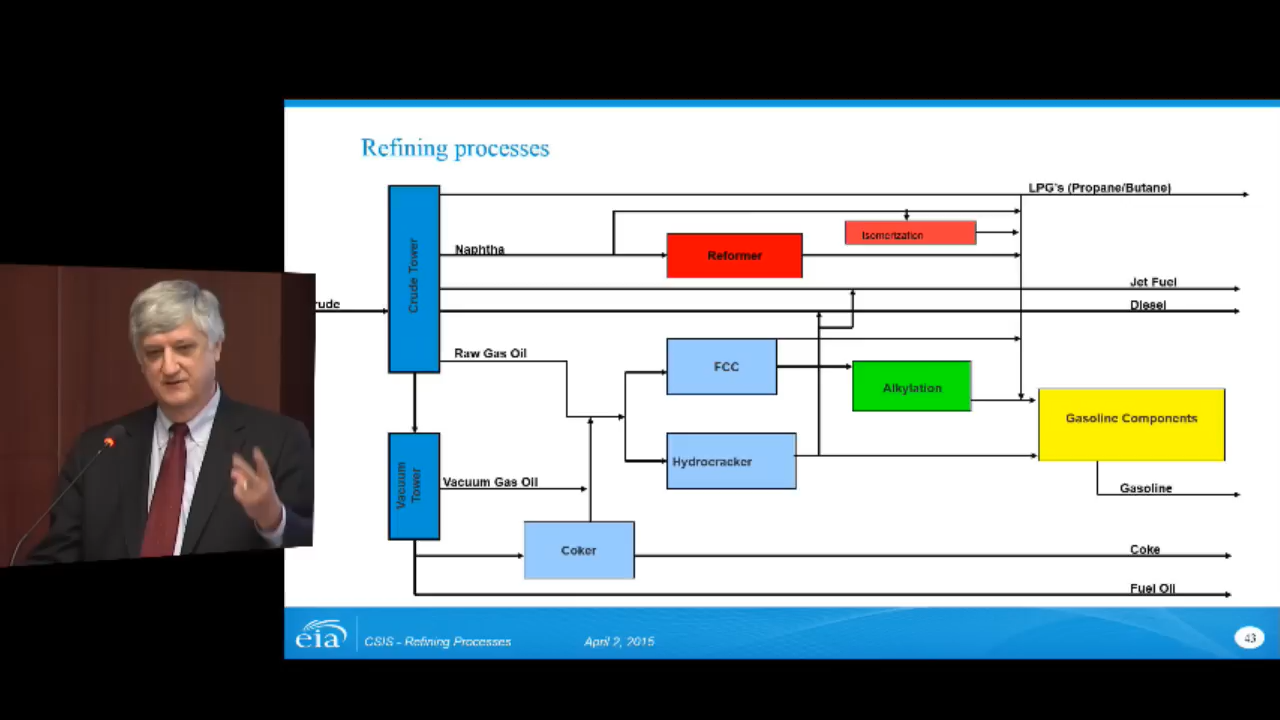 Refining processes
LPG's (Propane/Butane)
Isomerization
Naphtha
Reformer
Crude Tower
Jet Fuel
rude
Diesel
Raw Gas Oil
FCC
Alkylation
Gasoline Components
Hydrocracker
Vacuum
Tower
Vacuum Gas Oil
Gasoline
Coker
Coke
Fuel Oil
eia
CSIS - Refining Processes
April 2, 2015
43